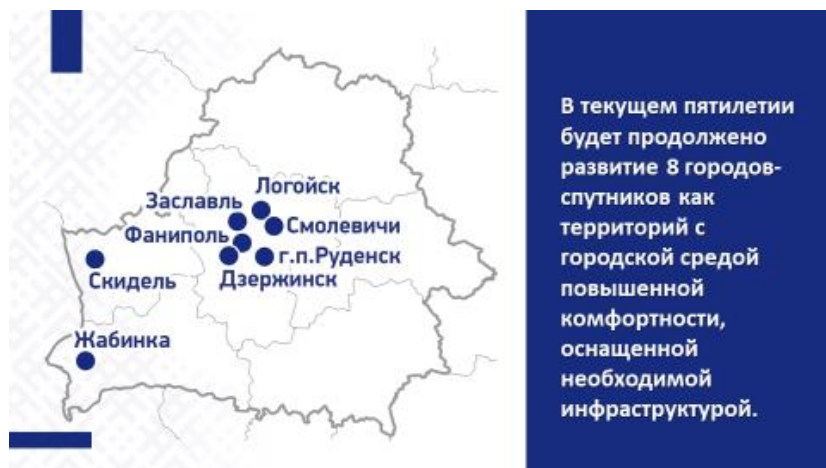 Логойск
Заславль
Смолевичи
Фаниполь
г.п.Руденск
Скидель
Дзержинск
Жабинка
В текущем пятилетии
будет продолжено
развитие 8 городов-
спутников как
территорий с
городской средой
повышенной
комфортности,
оснащенной
необходимой
инфраструктурой.